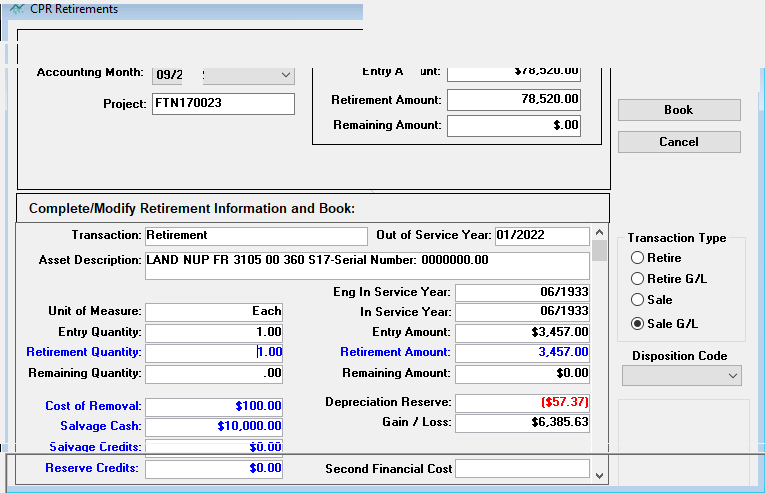 CPR Retirements
Accounting Month: 09/2
Entry A unt: $78,520.00
Project: FTN170023
Retirement Amount: 78,520.00
Remaining Amount: $.00
Book
Cancel
Complete/Modify Retirement Information and Book:
Transaction: Retirement Out of Service Year: 01/2022
Asset Description: LAND NUP FR 3105 00 360 S17-Serial Number: 0000000.00
Eng In Service Year: 06/1933
Unit of Measure: Each In Service Year: 06/1933
Entry Quantity: 1.00 Entry Amount: $3,457.00
Retirement Quantity: 1.00 Retirement Amount: 3,457.00
Remaining Quantity: .00 Remaining Amount: $0.00
Cost of Removal: $100.00 Depreciation Reserve: ($57.37)
Salvage Cash: $10,000.00 Gain / Loss: $6,385.63
Salvage Credits: $0.00
Reserve Credits: $0.00 Second Financial Cost
Transaction Type
Retire
Retire G/L
Sale
Sale G/L
Disposition Code